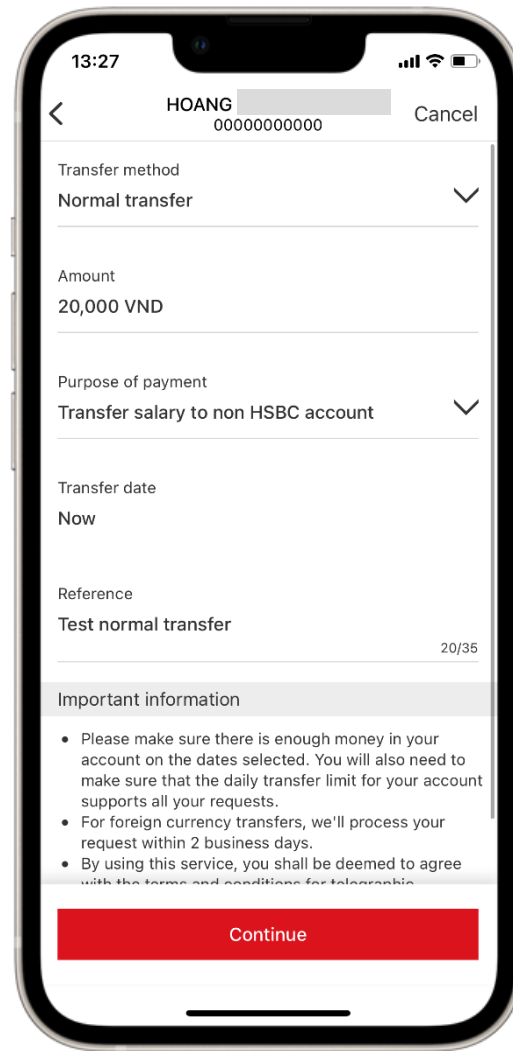 13:27
HOANG
00000000000
Cancel
Transfer method
Normal transfer
Amount
20,000 VND
Purpose of payment
Transfer salary to non HSBC account
Transfer date
Now
Reference
Test normal transfer
20/35
Important information
• Please make sure there is enough money in your
account on the dates selected. You will also need to
make sure that the daily transfer limit for your account
supports all your requests.
• For foreign currency transfers, we'll process your
request within 2 business days.
• By using this service, you shall be deemed to agree
with the terms and conditions for telegraphic
Continue